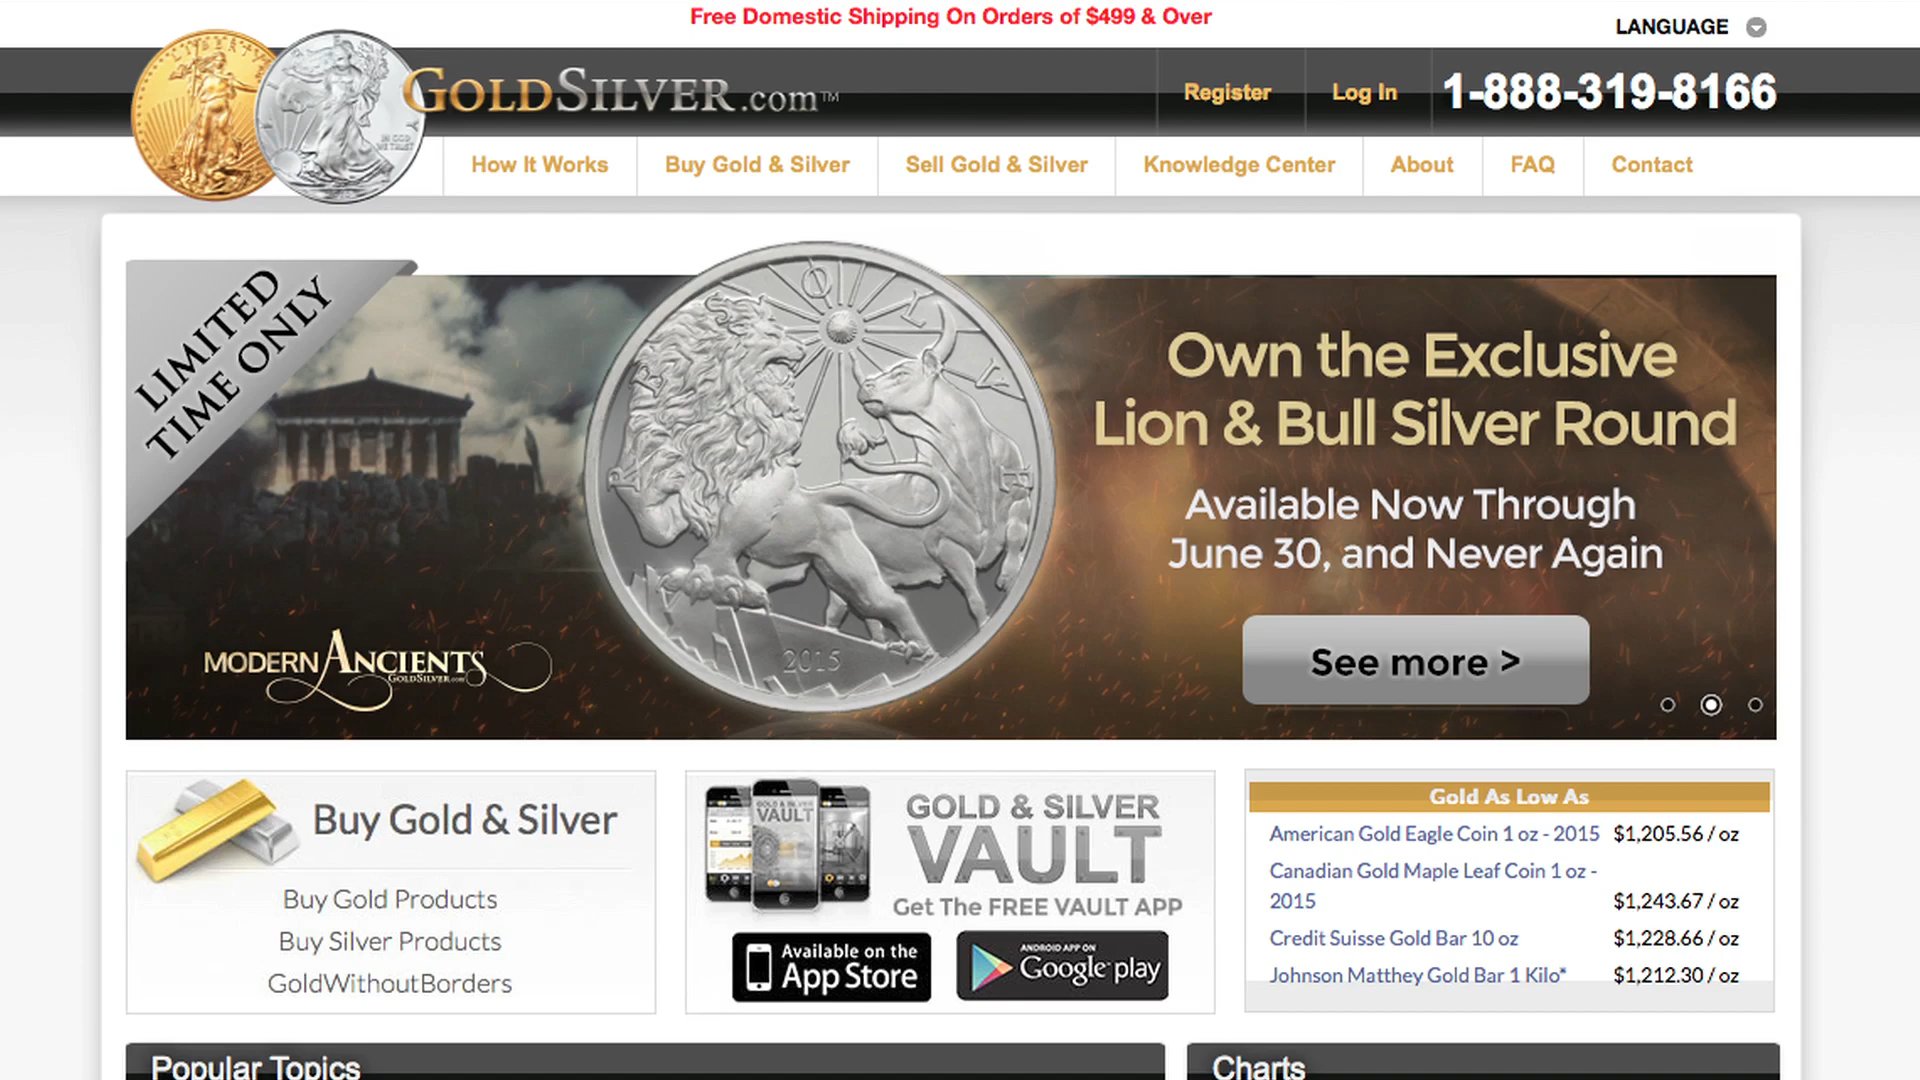 Free Domestic Shipping On Orders of $499 & Over
LANGUAGE
GOLDSILVER.com™
Register
Log In
1-888-319-8166
How It Works
Buy Gold & Silver
Sell Gold & Silver
Knowledge Center
About
FAQ
Contact
LIMITED
TIME ONLY
Own the Exclusive
Lion & Bull Silver Round
Available Now Through
June 30, and Never Again
See more >
2015
MODERN ANCIENTS
GOLDSILVER.com
Buy Gold & Silver
Buy Gold Products
Buy Silver Products
GoldWithoutBorders
GOLD & SILVER
VAULT
GOLD & SILVER
VAULT
Get The FREE VAULT APP
Available on the
App Store
ANDROID APP ON
Google play
Gold As Low As
American Gold Eagle Coin 1 oz - 2015 $1,205.56 / oz
Canadian Gold Maple Leaf Coin 1 oz -
2015 $1,243.67 / oz
Credit Suisse Gold Bar 10 oz $1,228.66 / oz
Johnson Matthey Gold Bar 1 Kilo* $1,212.30 / oz
Popular Topics
Charts